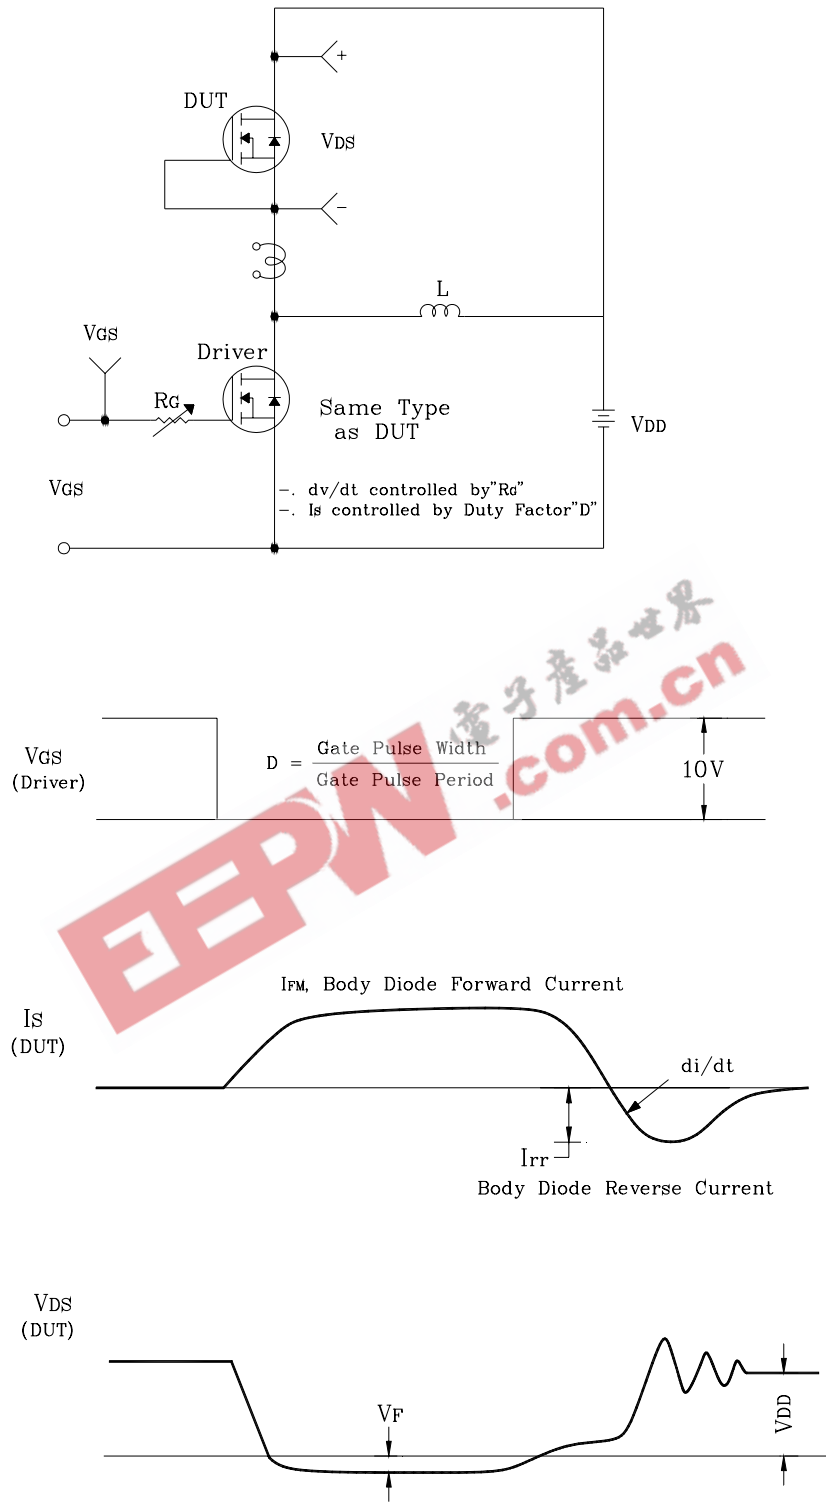 +
DUT
VDS
-
L
VGS
Driver
RG
Same Type
as DUT
VDD
VGS
-. dv/dt controlled by"RG"
-. Is controlled by Duty Factor"D"
電子產品世界
.com.cn
EEPW
VGS
(Driver)
D = Gate Pulse Width
Gate Pulse Period
10V
IFM, Body Diode Forward Current
IS
(DUT)
di/dt
Irr
Body Diode Reverse Current
VDS
(DUT)
VF
VDD